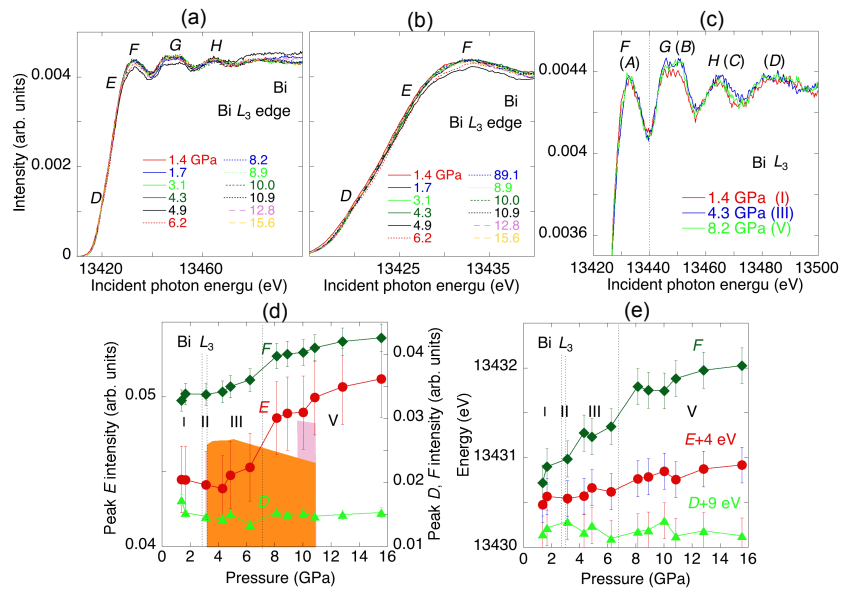 (a)
F
G
H
E
D
Bi
Bi L3 edge
1.4 GPa
1.7
3.1
4.3
4.9
6.2
8.2
8.9
10.0
10.9
12.8
15.6
0.004
0.002
0
Intensity (arb. units)
13420
13460
Incident photon energu (eV)
(b)
F
E
D
Bi
Bi L3 edge
1.4 GPa
1.7
3.1
4.3
4.9
6.2
89.1
8.9
10.0
10.9
12.8
15.6
13425
13435
Incident photon energu (eV)
(c)
F
(A)
G (B)
H (C)
(D)
Bi L3
1.4 GPa (I)
4.3 GPa (III)
8.2 GPa (V)
0.0044
0.004
0.0036
13420
13440
13460
13480
13500
Incident photon energy (eV)
(d)
Bi L3
F
E
D
I
II
III
V
0.05
0.04
Peak E intensity (arb. units)
0.04
0.03
0.02
0.01
Peak D, F intensity (arb. units)
0 2 4 6 8 10 12 14 16
Pressure (GPa)
(e)
Bi L3
F
I
II
III
V
E+4 eV
D+9 eV
13432
13431
13430
Energy (eV)
0 2 4 6 8 10 12 14 16
Pressure (GPa)